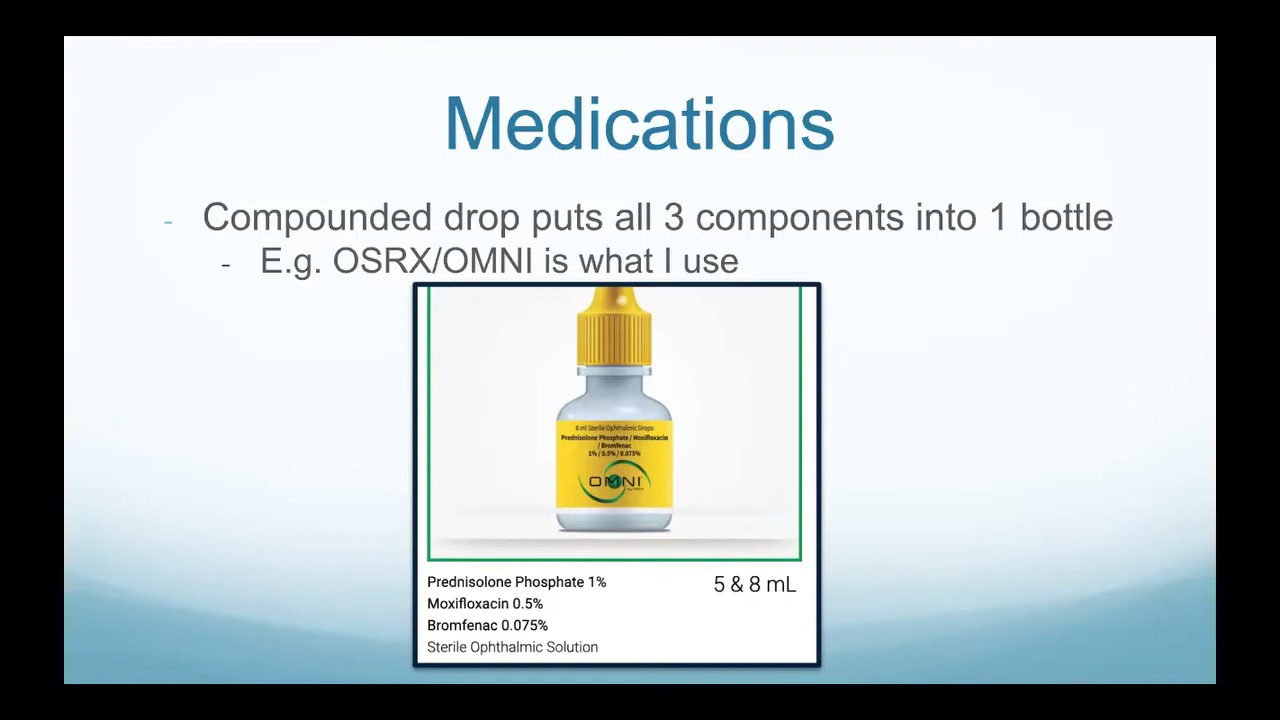 Medications
- Compounded drop puts all 3 components into 1 bottle
- E.g. OSRX/OMNI is what I use
8 ml Sterile Ophthalmic Drops
Prednisolone Phosphate / Moxifloxacin
/ Bromfenac
1% / 0.5% / 0.075%
OMNI
Prednisolone Phosphate 1%
5 & 8 mL
Moxifloxacin 0.5%
Bromfenac 0.075%
Sterile Ophthalmic Solution